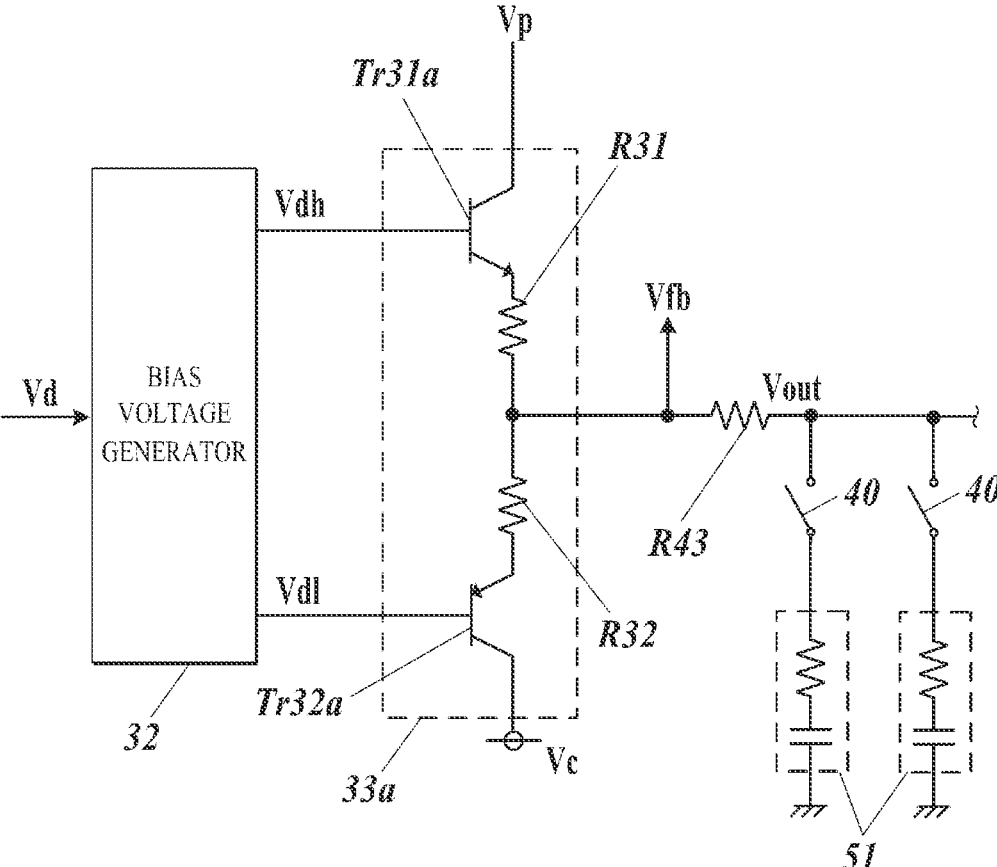 Vp
Tr31a
R31
Vdh
Vfb
Vd
BIAS
VOLTAGE
GENERATOR
Vout
40
40
R43
Vdl
R32
Tr32a
32
Vc
33a
51